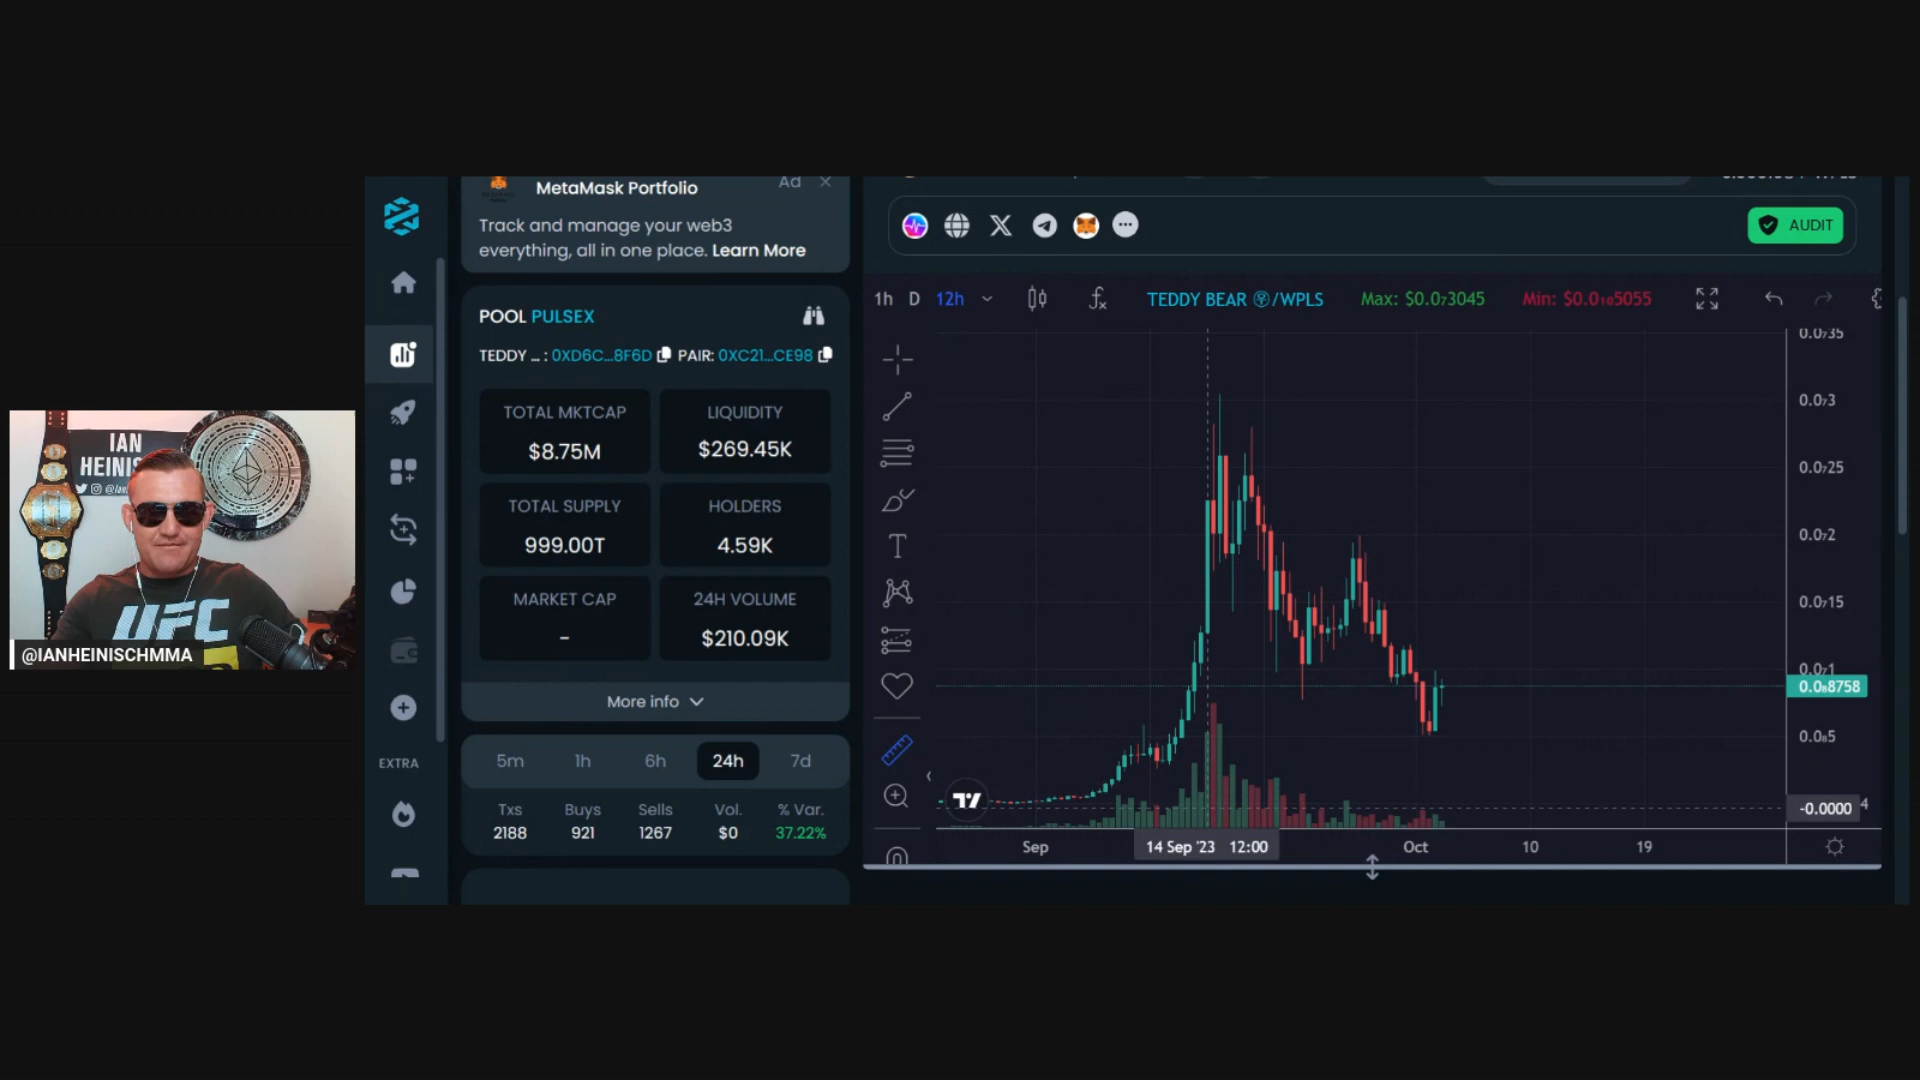 MetaMask Portfolio
Ad
Track and manage your web3
everything, all in one place. Learn More
AUDIT
POOL PULSEX
1h D 12h
TEDDY BEAR /WPLS
Max: $0.0₇3045
Min: $0.0₁₀5055
TEDDY ... : 0XD6C...8F6D PAIR: 0XC21...CE98
TOTAL MKTCAP
$8.75M
LIQUIDITY
$269.45K
TOTAL SUPPLY
999.00T
HOLDERS
4.59K
MARKET CAP
-
24H VOLUME
$210.09K
More info
5m 1h 6h 24h 7d
Txs Buys Sells Vol. % Var.
2188 921 1267 $0 37.22%
EXTRA
IAN
@IANHEINISCHMMA
UFC
0.0₇35
0.0₇3
0.0₇25
0.0₇2
0.0₇15
0.0₇1
0.0₈8758
0.0₈5
-0.0000
Sep 14 Sep '23 12:00 Oct 10 19